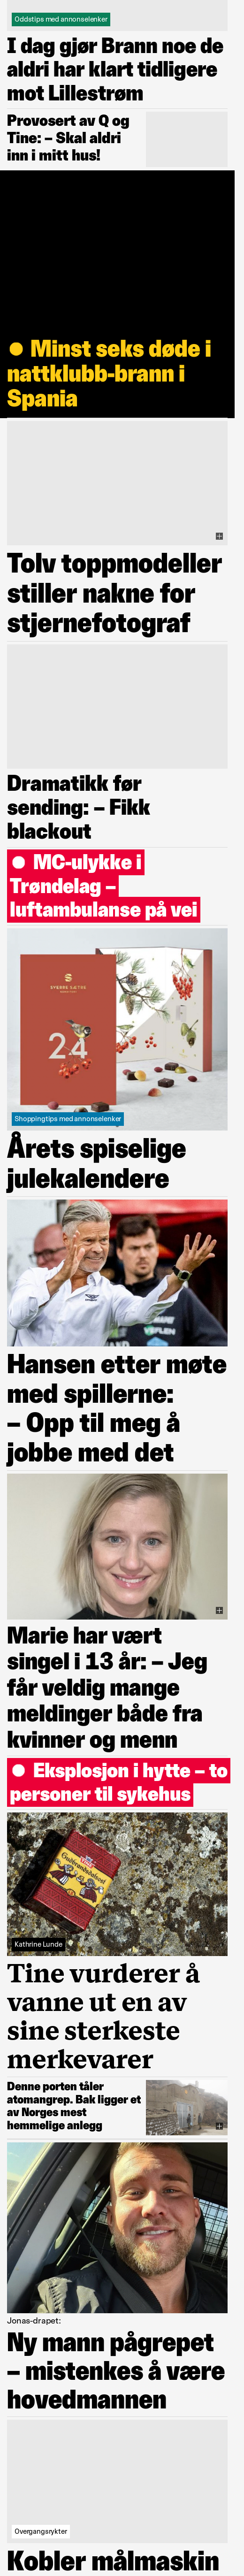 Oddstips med annonselenker
I dag gjør Brann noe de
aldri har klart tidligere
mot Lillestrøm
Provosert av Q og
Tine: – Skal aldri
inn i mitt hus!
Minst seks døde i
nattklubb-brann i
Spania
Tolv toppmodeller
stiller nakne for
stjernefotograf
Dramatikk før
sending: – Fikk
blackout
MC-ulykke i
Trøndelag –
luftambulanse på vei
24
Shoppingtips med annonselenker
Årets spiselige
julekalendere
Hansen etter møte
med spillerne:
– Opp til meg å
jobbe med det
Marie har vært
singel i 13 år: – Jeg
får veldig mange
meldinger både fra
kvinner og menn
Eksplosjon i hytte – to
personer til sykehus
Kathrine Lunde
Tine vurderer å
vanne ut en av
sine sterkeste
merkevarer
Denne porten tåler
atomangrep. Bak ligger et
av Norges mest
hemmelige anlegg
Jonas-drapet:
Ny mann pågrepet
– mistenkes å være
hovedmannen
Overgangsrykter
Kobler målmaskin